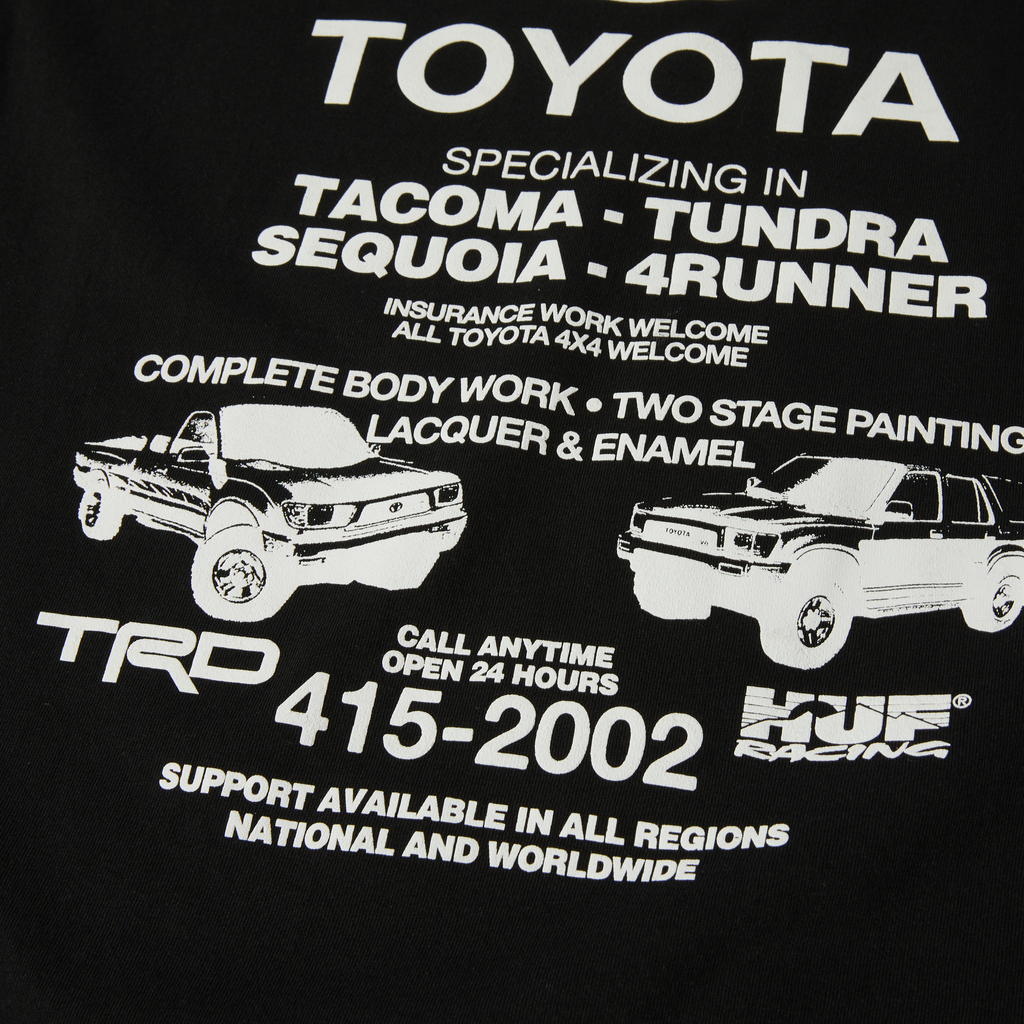 TOYOTA
SPECIALIZING IN
TACOMA - TUNDRA
SEQUOIA - 4RUNNER
INSURANCE WORK WELCOME
ALL TOYOTA 4X4 WELCOME
COMPLETE BODY WORK • TWO STAGE PAINTING
LACQUER & ENAMEL
TOYOTA V6
TRD
CALL ANYTIME
OPEN 24 HOURS
415-2002
HUF®
RACING
SUPPORT AVAILABLE IN ALL REGIONS
NATIONAL AND WORLDWIDE